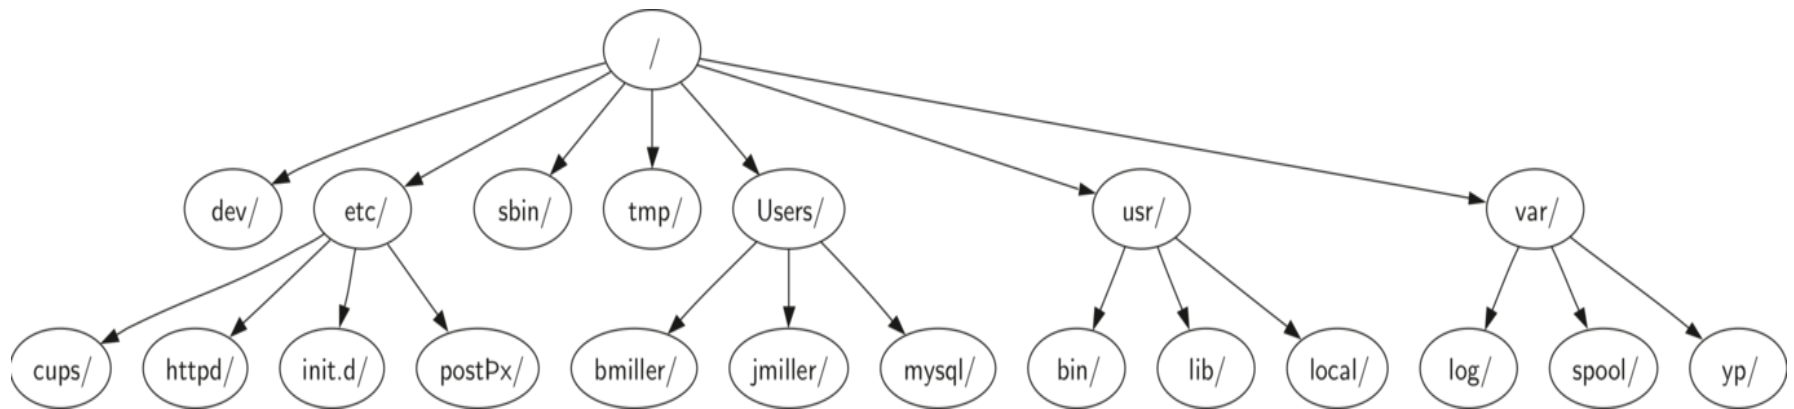 /
dev/ etc/ sbin/ tmp/ Users/ usr/ var/
cups/ httpd/ init.d/ postÞx/ bmiller/ jmiller/ mysql/ bin/ lib/ local/ log/ spool/ yp/